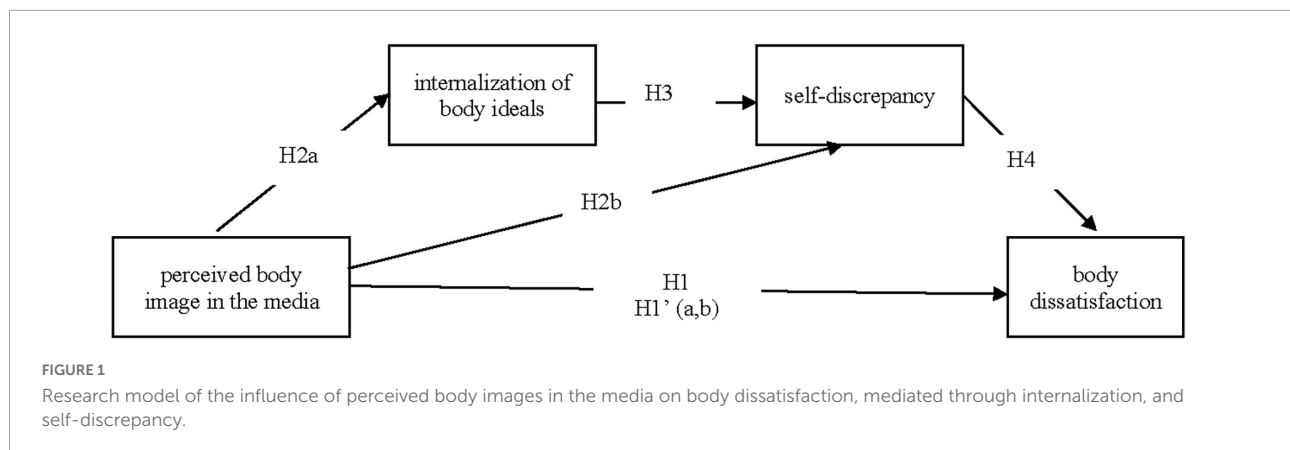 internalization of
body ideals
H3
self-discrepancy
H2a
H4
H2b
perceived body
image in the media
H1
H1’ (a,b)
body
dissatisfaction
FIGURE 1
Research model of the influence of perceived body images in the media on body dissatisfaction, mediated through internalization, and
self-discrepancy.